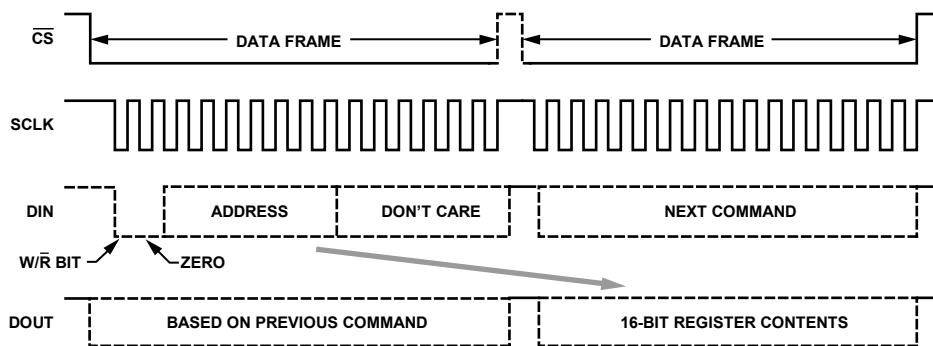 C̅S̅
DATA FRAME
DATA FRAME
SCLK
DIN
ADDRESS
DON'T CARE
NEXT COMMAND
W/R̅ BIT
ZERO
DOUT
BASED ON PREVIOUS COMMAND
16-BIT REGISTER CONTENTS